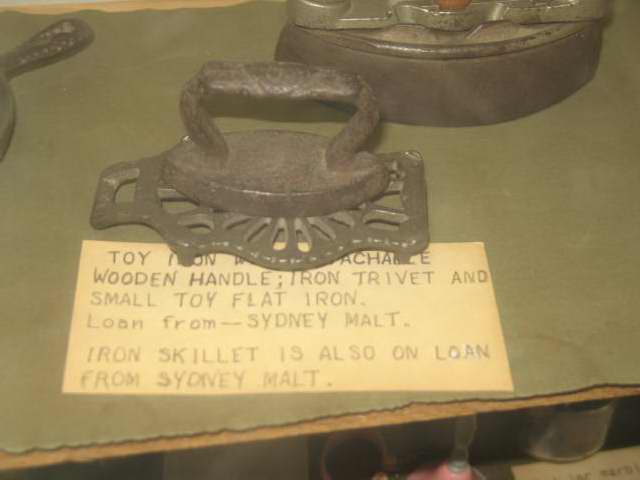 TOY IRON
WOODEN HANDLE; IRON TRIVET AND
SMALL TOY FLAT IRON.
Loan from—SYDNEY MALT.
IRON SKILLET IS ALSO ON LOAN
FROM SYDNEY MALT.